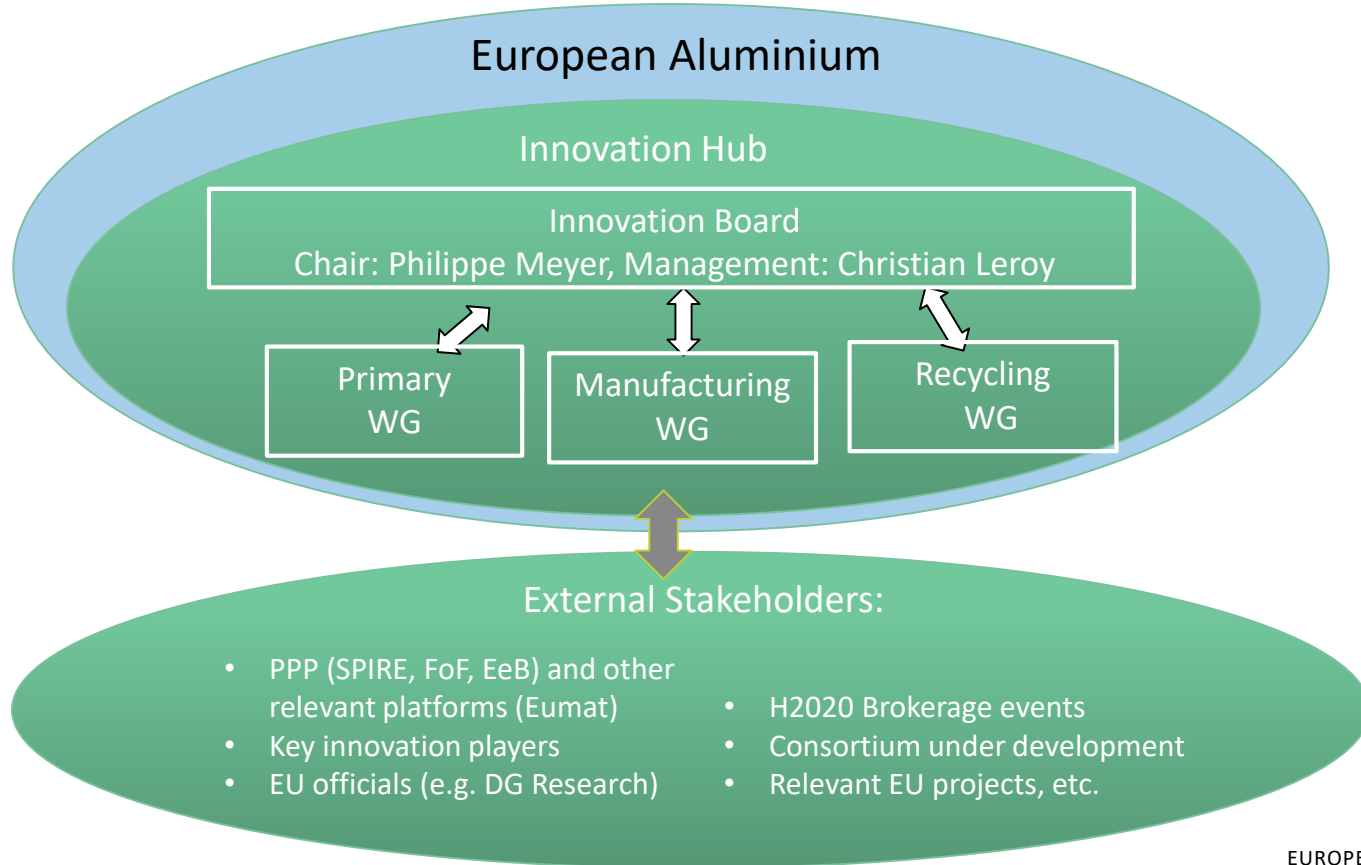 European Aluminium
Innovation Hub
Innovation Board
Chair: Philippe Meyer, Management: Christian Leroy
Primary
WG
Manufacturing
WG
Recycling
WG
External Stakeholders:
• PPP (SPIRE, FoF, EeB) and other
relevant platforms (Eumat)
• Key innovation players
• EU officials (e.g. DG Research)
• H2020 Brokerage events
• Consortium under development
• Relevant EU projects, etc.
EUROPE